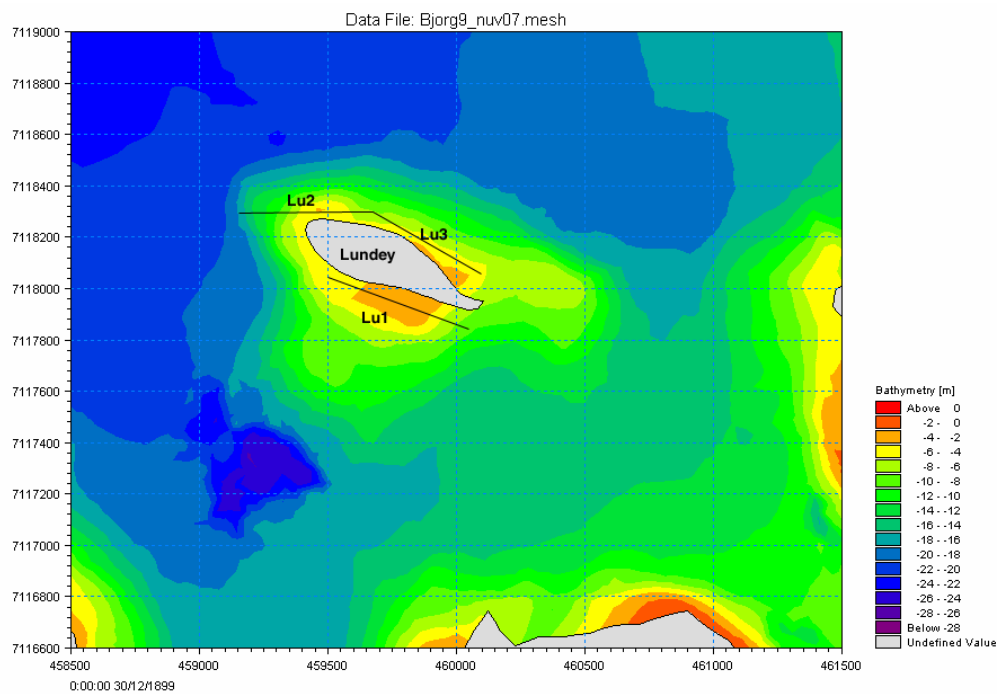 Data File: Bjorg9_nuv07.mesh
7119000
7118800
7118600
7118400
7118200
7118000
7117800
7117600
7117400
7117200
7117000
7116800
7116600
Lu2
Lu3
Lundey
Lu1
458500 459000 459500 460000 460500 461000 461500
0:00:00 30/12/1899
Bathymetry [m]
Above 0
-2 - 0
-4 - -2
-6 - -4
-8 - -6
-10 - -8
-12 - -10
-14 - -12
-16 - -14
-18 - -16
-20 - -18
-22 - -20
-24 - -22
-26 - -24
-28 - -26
Below -28
Undefined Value